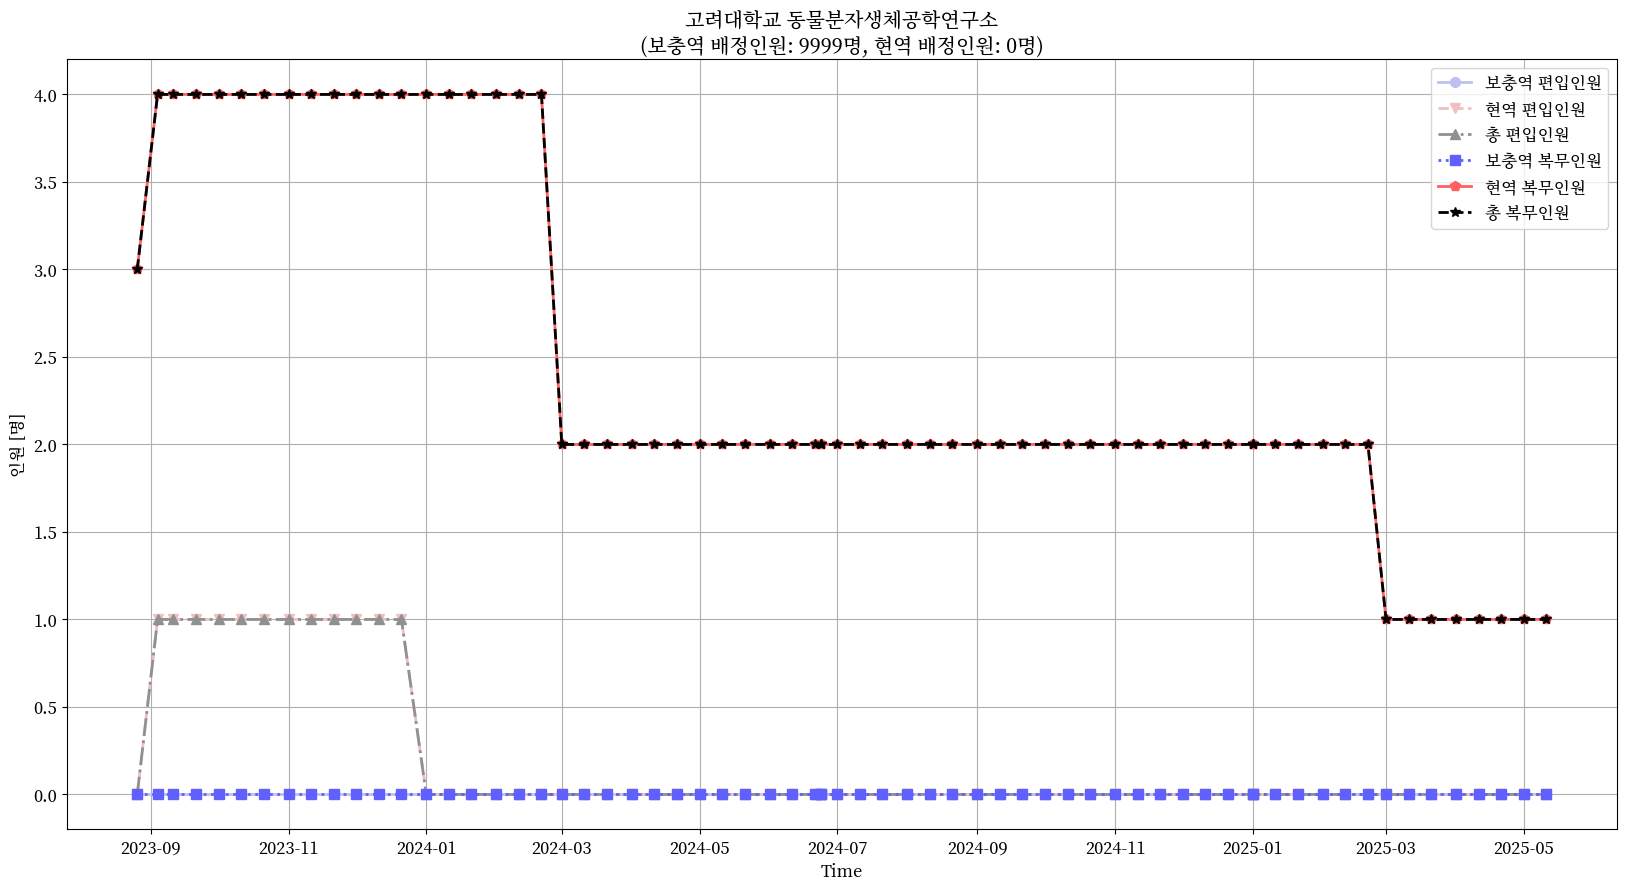 고려대학교 동물분자생체공학연구소
(보충역 배정인원: 9999명, 현역 배정인원: 0명)
보충역 편입인원
현역 편입인원
총 편입인원
보충역 복무인원
현역 복무인원
총 복무인원
인원 [명]
4.0
3.5
3.0
2.5
2.0
1.5
1.0
0.5
0.0
2023-09
2023-11
2024-01
2024-03
2024-05
2024-07
2024-09
2024-11
2025-01
2025-03
2025-05
Time